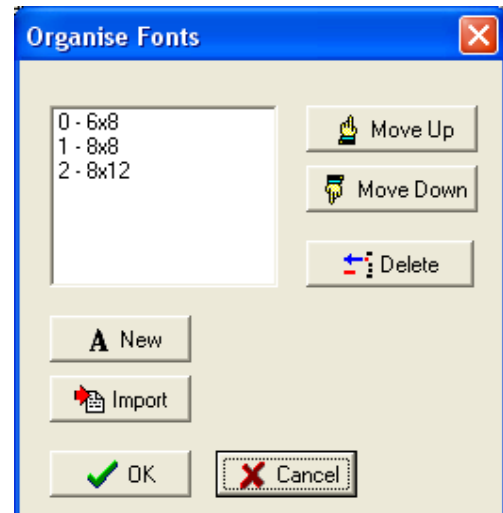 Organise Fonts
0 - 6x8
1 - 8x8
2 - 8x12
Move Up
Move Down
Delete
A New
Import
OK
Cancel